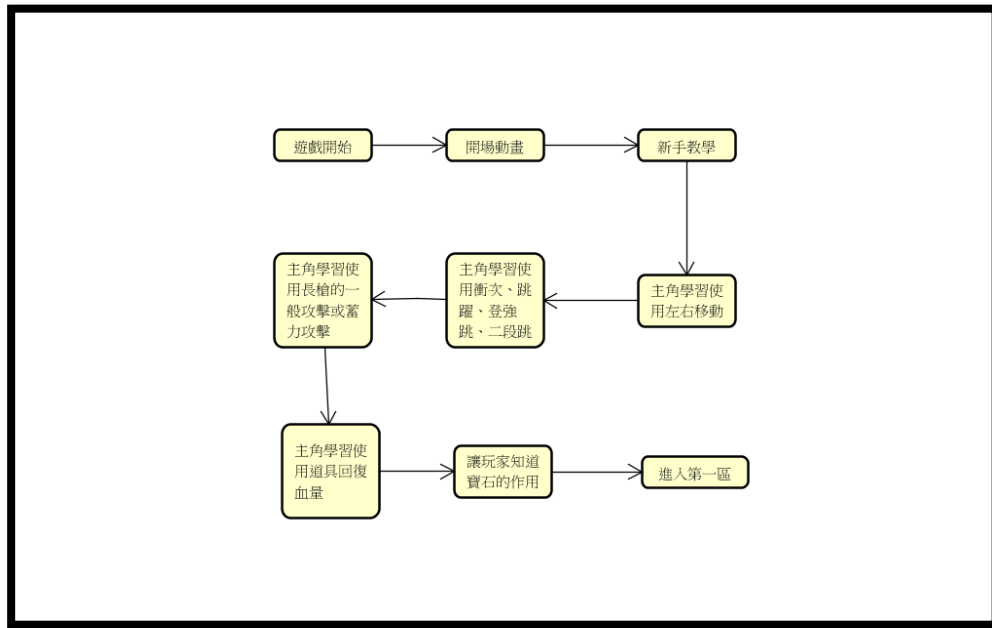 遊戲開始
開場動畫
新手教學
主角學習使
用左右移動
主角學習使
用衝次、跳
躍、登強
跳、二段跳
主角學習使
用長槍的一
般攻擊或蓄
力攻擊
主角學習使
用道具回復
血量
讓玩家知道
寶石的作用
進入第一區